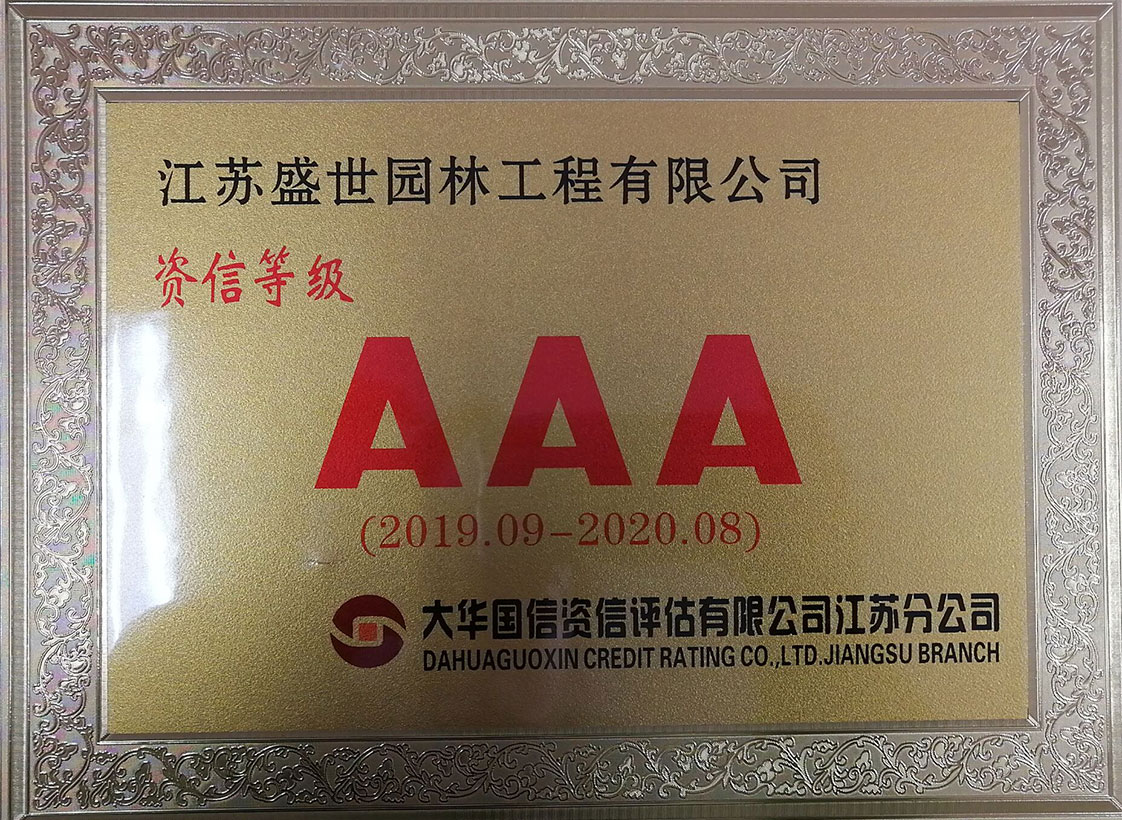 江苏盛世园林工程有限公司
资信等级
AAA
(2019.09-2020.08)
大华国信资信评估有限公司江苏分公司
DAHUAGUOXIN CREDIT RATING CO.,LTD.JIANGSU BRANCH